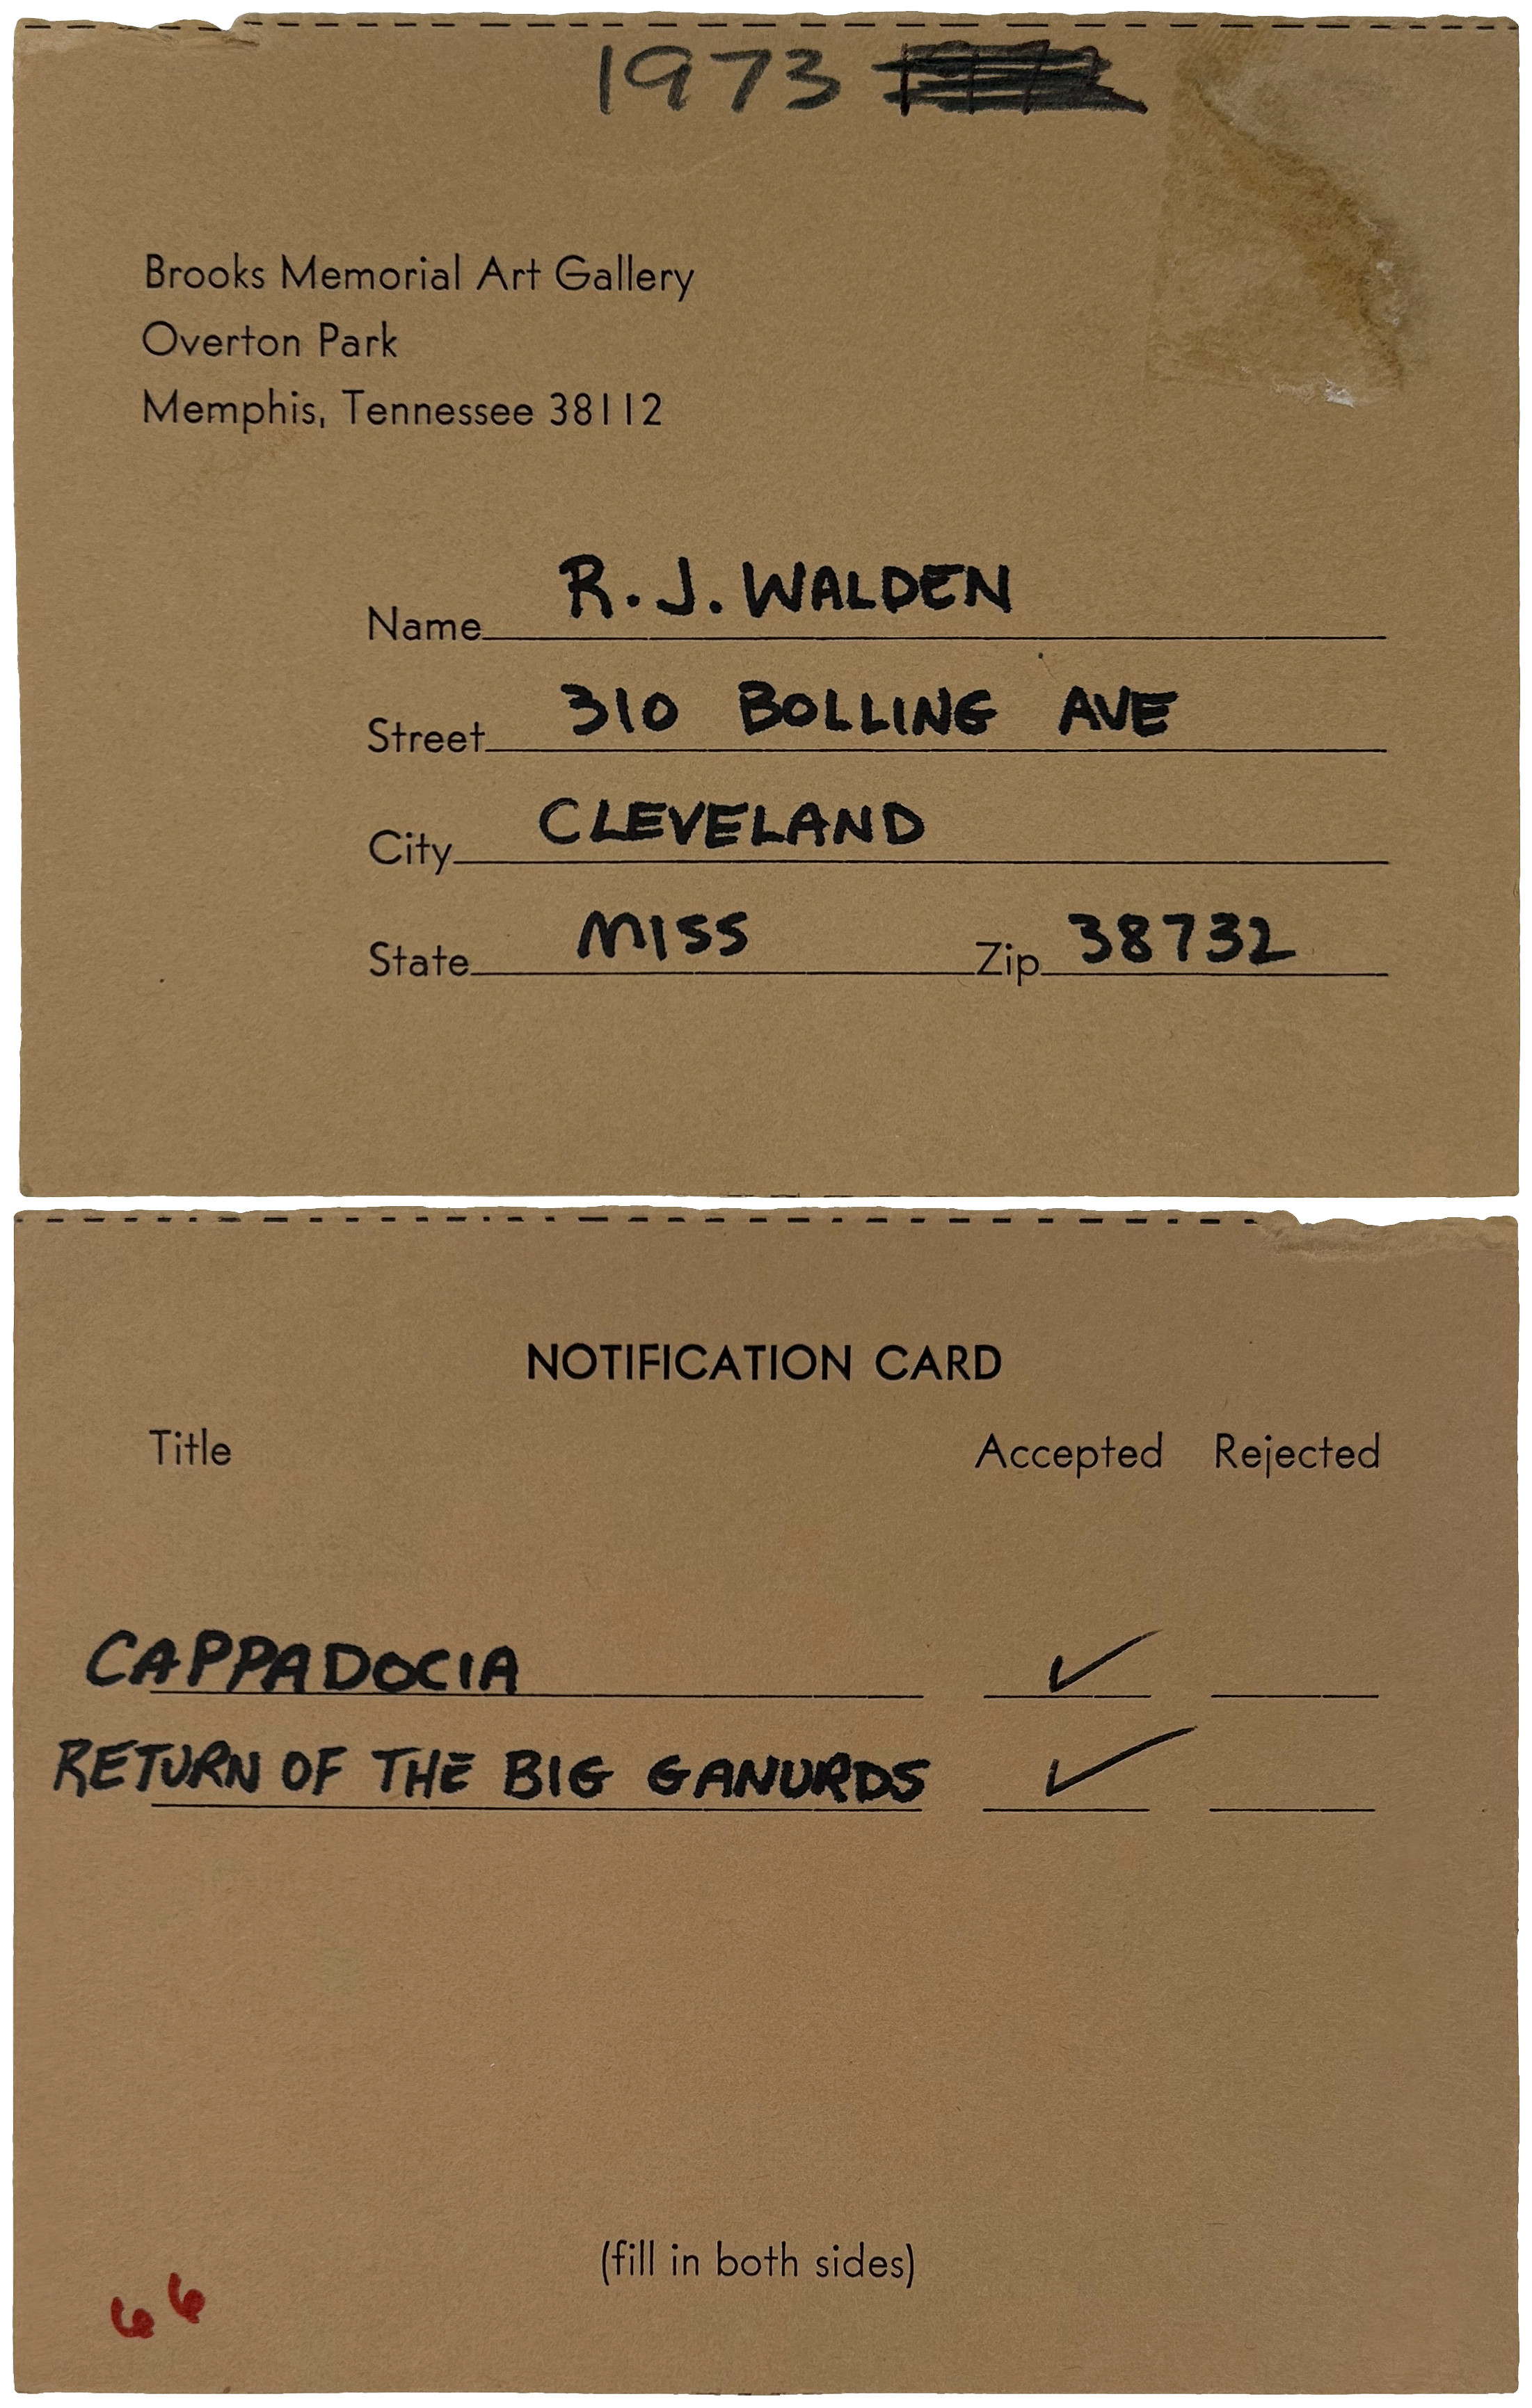 1973
Brooks Memorial Art Gallery
Overton Park
Memphis, Tennessee 38112
Name R. J. WALDEN
Street 310 BOLLING AVE
City CLEVELAND
State MISS Zip 38732
NOTIFICATION CARD
Title Accepted Rejected
CAPPADOCIA ✓
RETURN OF THE BIG GANURDS ✓
(fill in both sides)
66